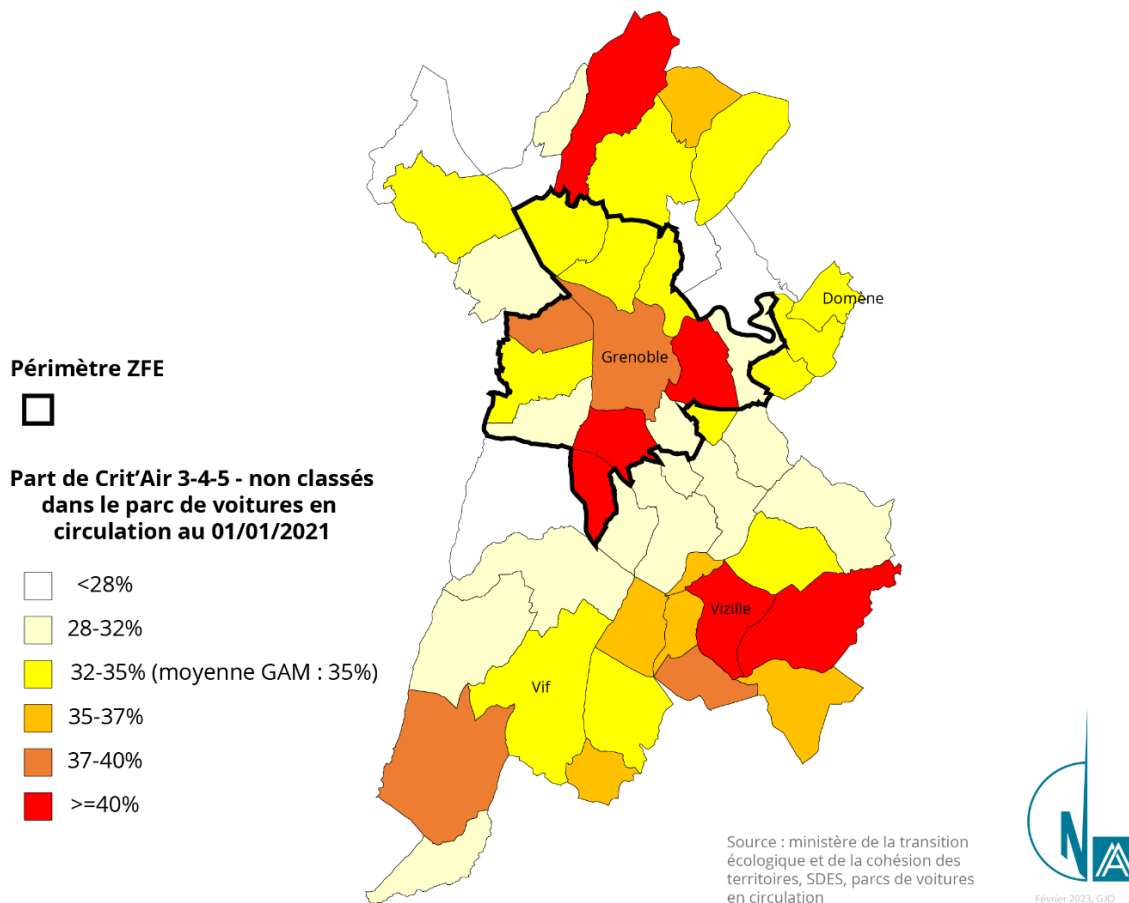 Domène
Grenoble
Périmètre ZFE
Part de Crit’Air 3-4-5 - non classés
dans le parc de voitures en
circulation au 01/01/2021
<28%
28-32%
32-35% (moyenne GAM : 35%)
35-37%
37-40%
>=40%
Vizille
Vif
Source : ministère de la transition
écologique et de la cohésion des
territoires, SDES, parcs de voitures
en circulation
Février 2023, GJO